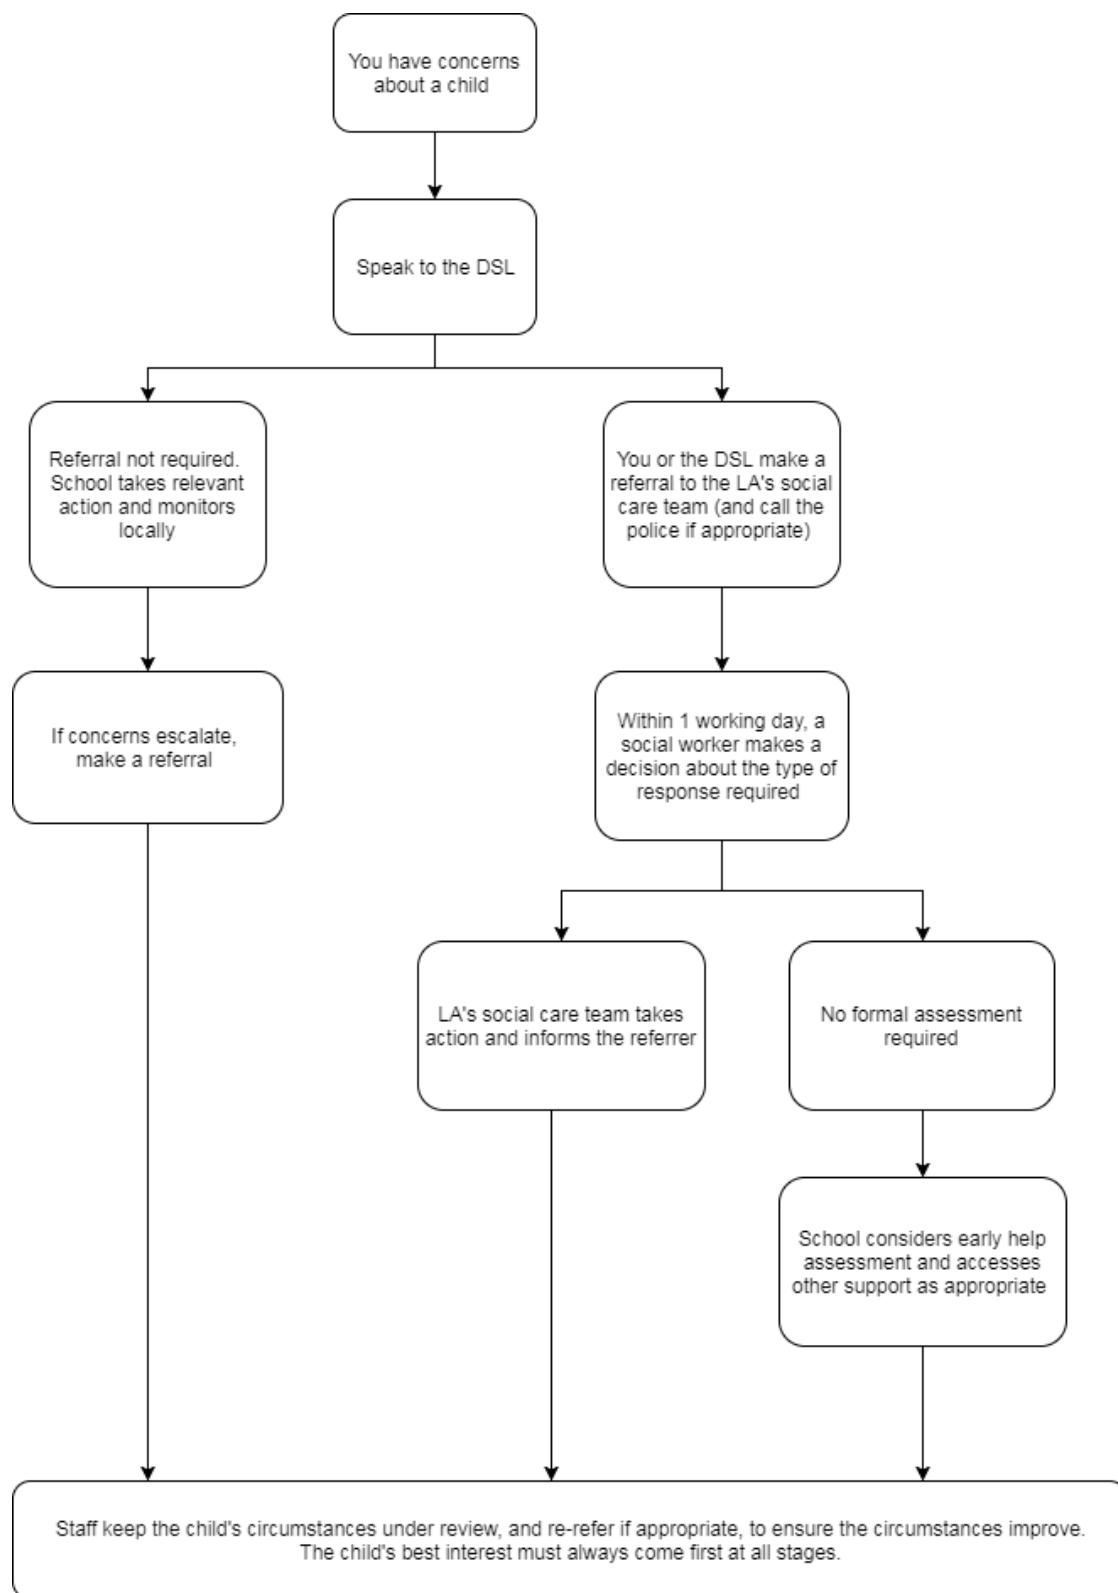 You have concerns
about a child
Speak to the DSL
Referral not required.
School takes relevant
action and monitors
locally
You or the DSL make a
referral to the LA's social
care team (and call the
police if appropriate)
If concerns escalate,
make a referral
Within 1 working day, a
social worker makes a
decision about the type of
response required
LA's social care team takes
action and informs the referrer
No formal assessment
required
School considers early help
assessment and accesses
other support as appropriate
Staff keep the child's circumstances under review, and re-refer if appropriate, to ensure the circumstances improve.
The child's best interest must always come first at all stages.